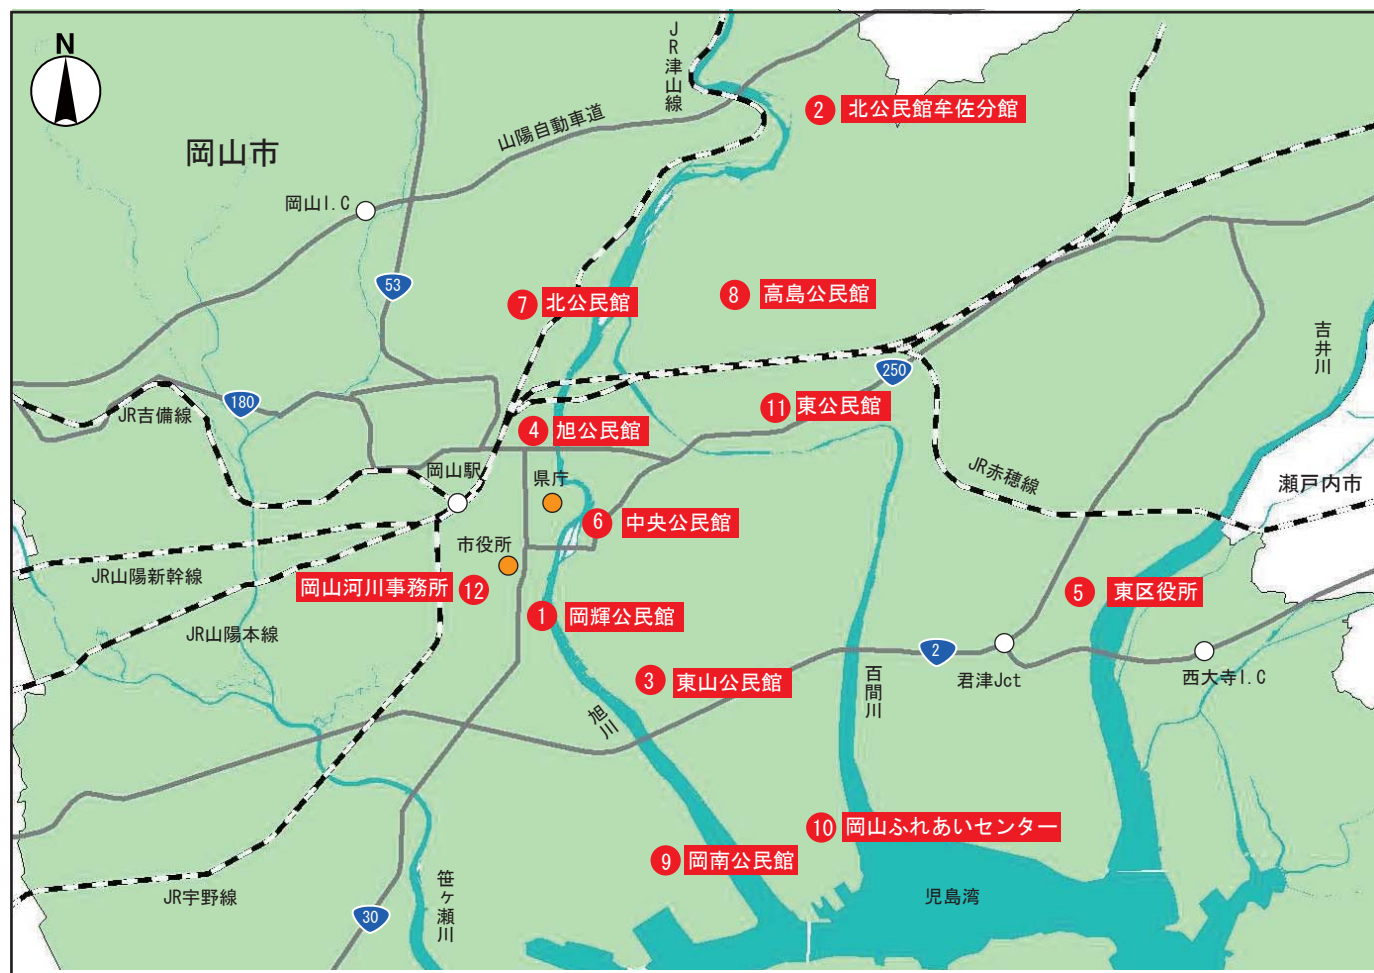 N
JR津山線
② 北公民館牟佐分館
山陽自動車道
岡山市
岡山I.C
53
⑧ 高島公民館
⑦ 北公民館
吉井川
250
180
JR吉備線
⑪ 東公民館
④ 旭公民館
岡山駅
県庁
JR赤穂線
瀬戸内市
⑥ 中央公民館
市役所
JR山陽新幹線
岡山河川事務所 ⑫
⑤ 東区役所
① 岡輝公民館
JR山陽本線
2
君津Jct
西大寺I.C
③ 東山公民館
百間川
旭川
⑩ 岡山ふれあいセンター
⑨ 岡南公民館
JR宇野線
笹ヶ瀬川
児島湾
30